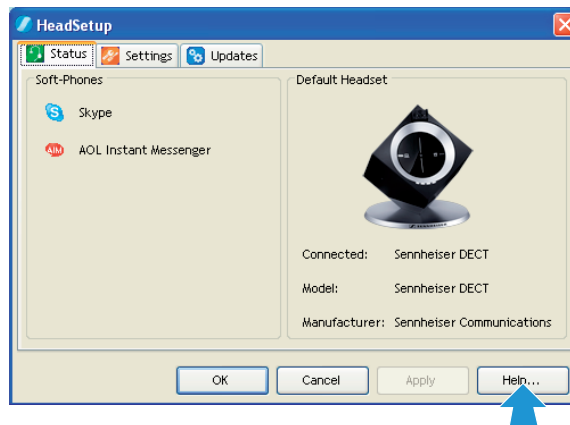 HeadSetup
Status Settings Updates
Soft-Phones
Skype
AOL Instant Messenger
Default Headset
Connected: Sennheiser DECT
Model: Sennheiser DECT
Manufacturer: Sennheiser Communications
OK Cancel Apply Help...